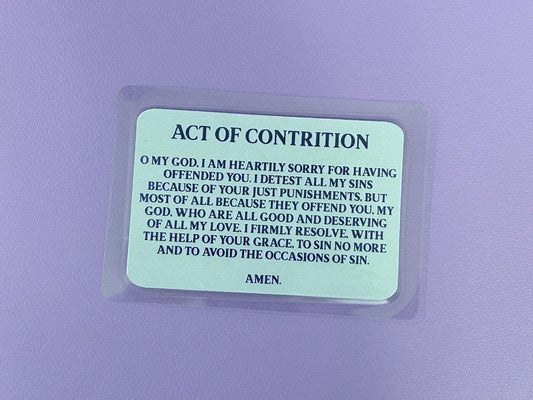 ACT OF CONTRITION
O MY GOD, I AM HEARTILY SORRY FOR HAVING
OFFENDED YOU. I DETEST ALL MY SINS
BECAUSE OF YOUR JUST PUNISHMENTS, BUT
MOST OF ALL BECAUSE THEY OFFEND YOU, MY
GOD, WHO ARE ALL GOOD AND DESERVING
OF ALL MY LOVE. I FIRMLY RESOLVE, WITH
THE HELP OF YOUR GRACE, TO SIN NO MORE
AND TO AVOID THE OCCASIONS OF SIN.
AMEN.